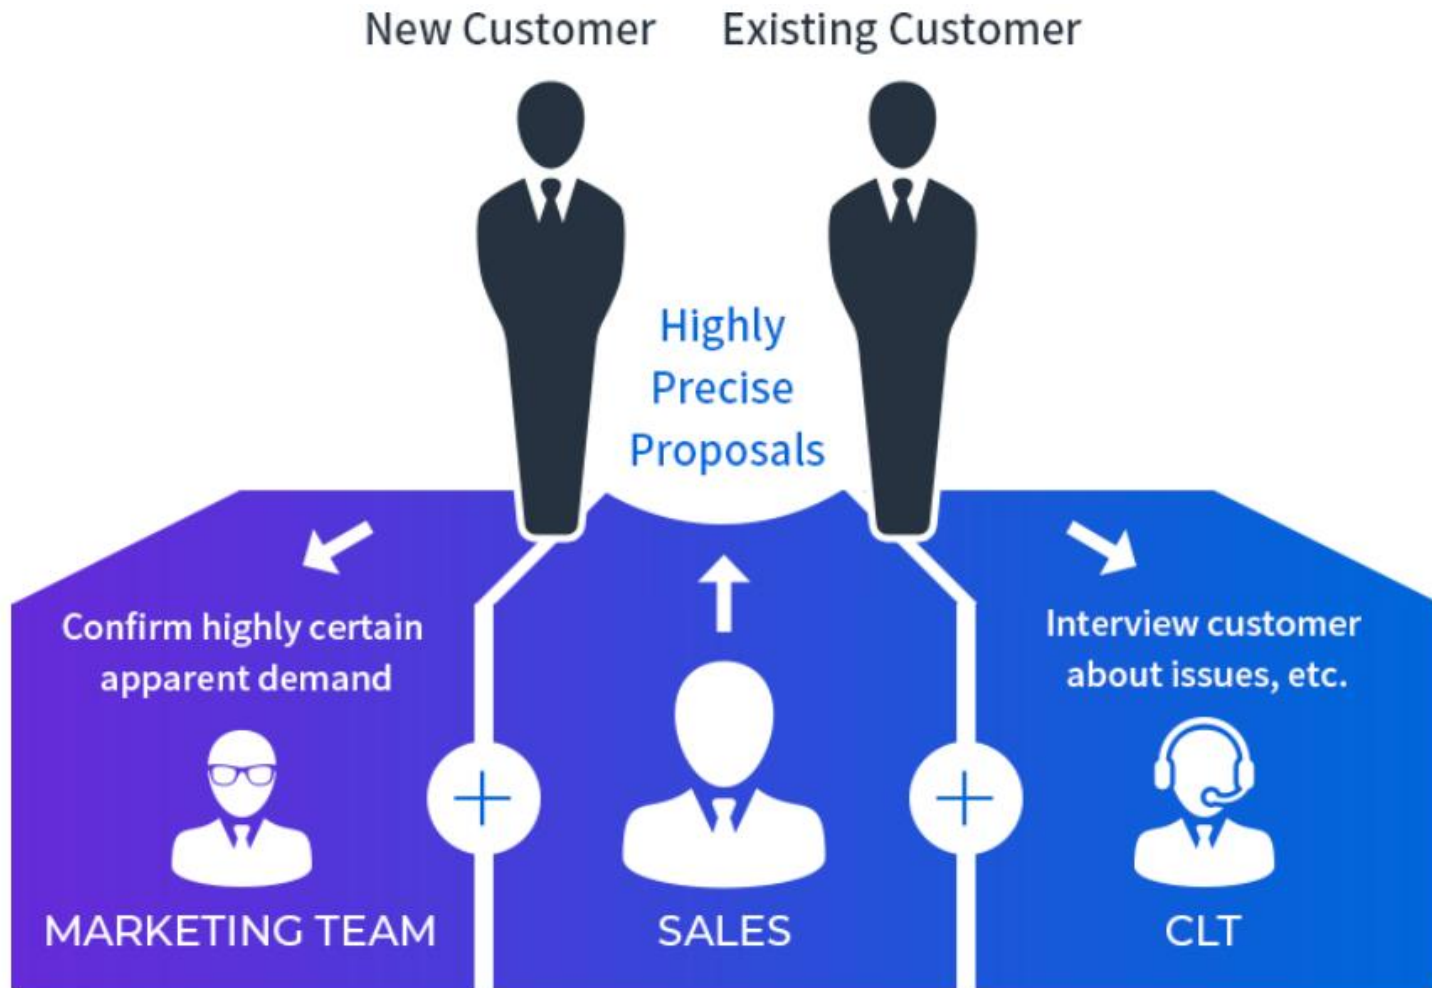 New Customer
Existing Customer
Highly
Precise
Proposals
Confirm highly certain
apparent demand
Interview customer
about issues, etc.
MARKETING TEAM
SALES
CLT